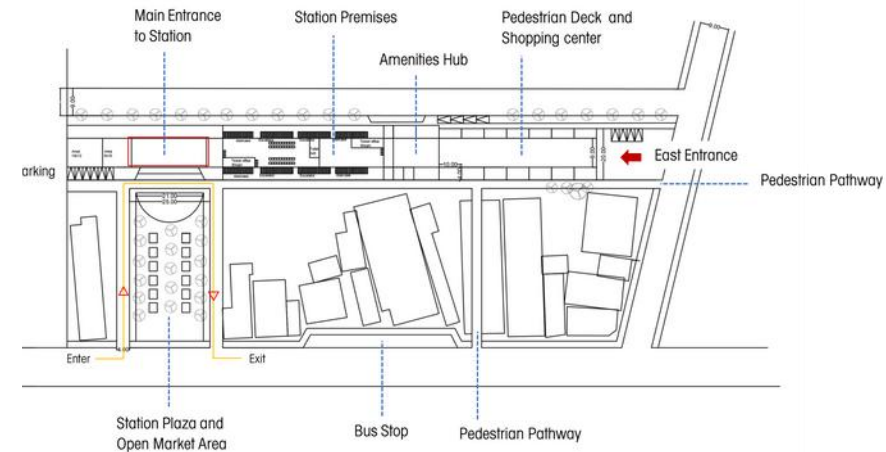 Main Entrance
to Station
Station Premises
Amenities Hub
Pedestrian Deck and
Shopping center
East Entrance
Pedestrian Pathway
arking
Enter
Exit
Station Plaza and
Open Market Area
Bus Stop
Pedestrian Pathway